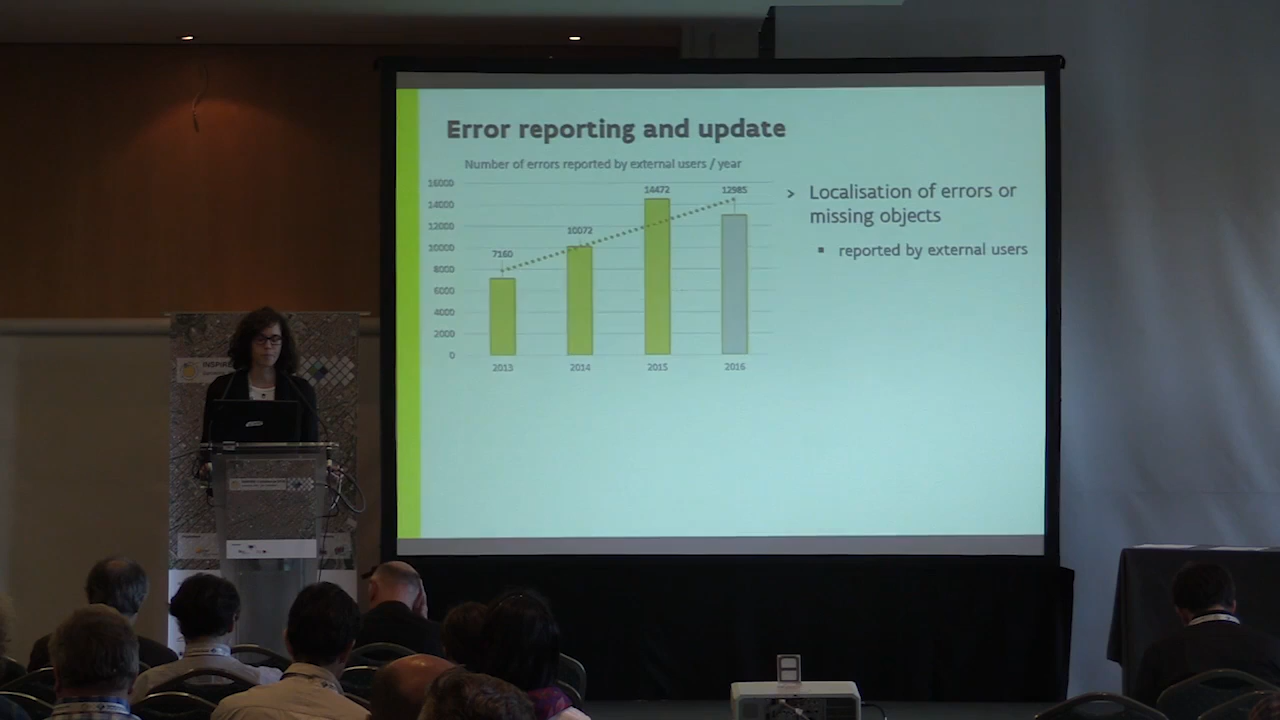 Error reporting and update
Number of errors reported by external users / year
16000
14000
12000
10000
8000
6000
4000
2000
0
7160
10072
14472
12985
2013
2014
2015
2016
> Localisation of errors or
missing objects
▪ reported by external users
INSPIRE